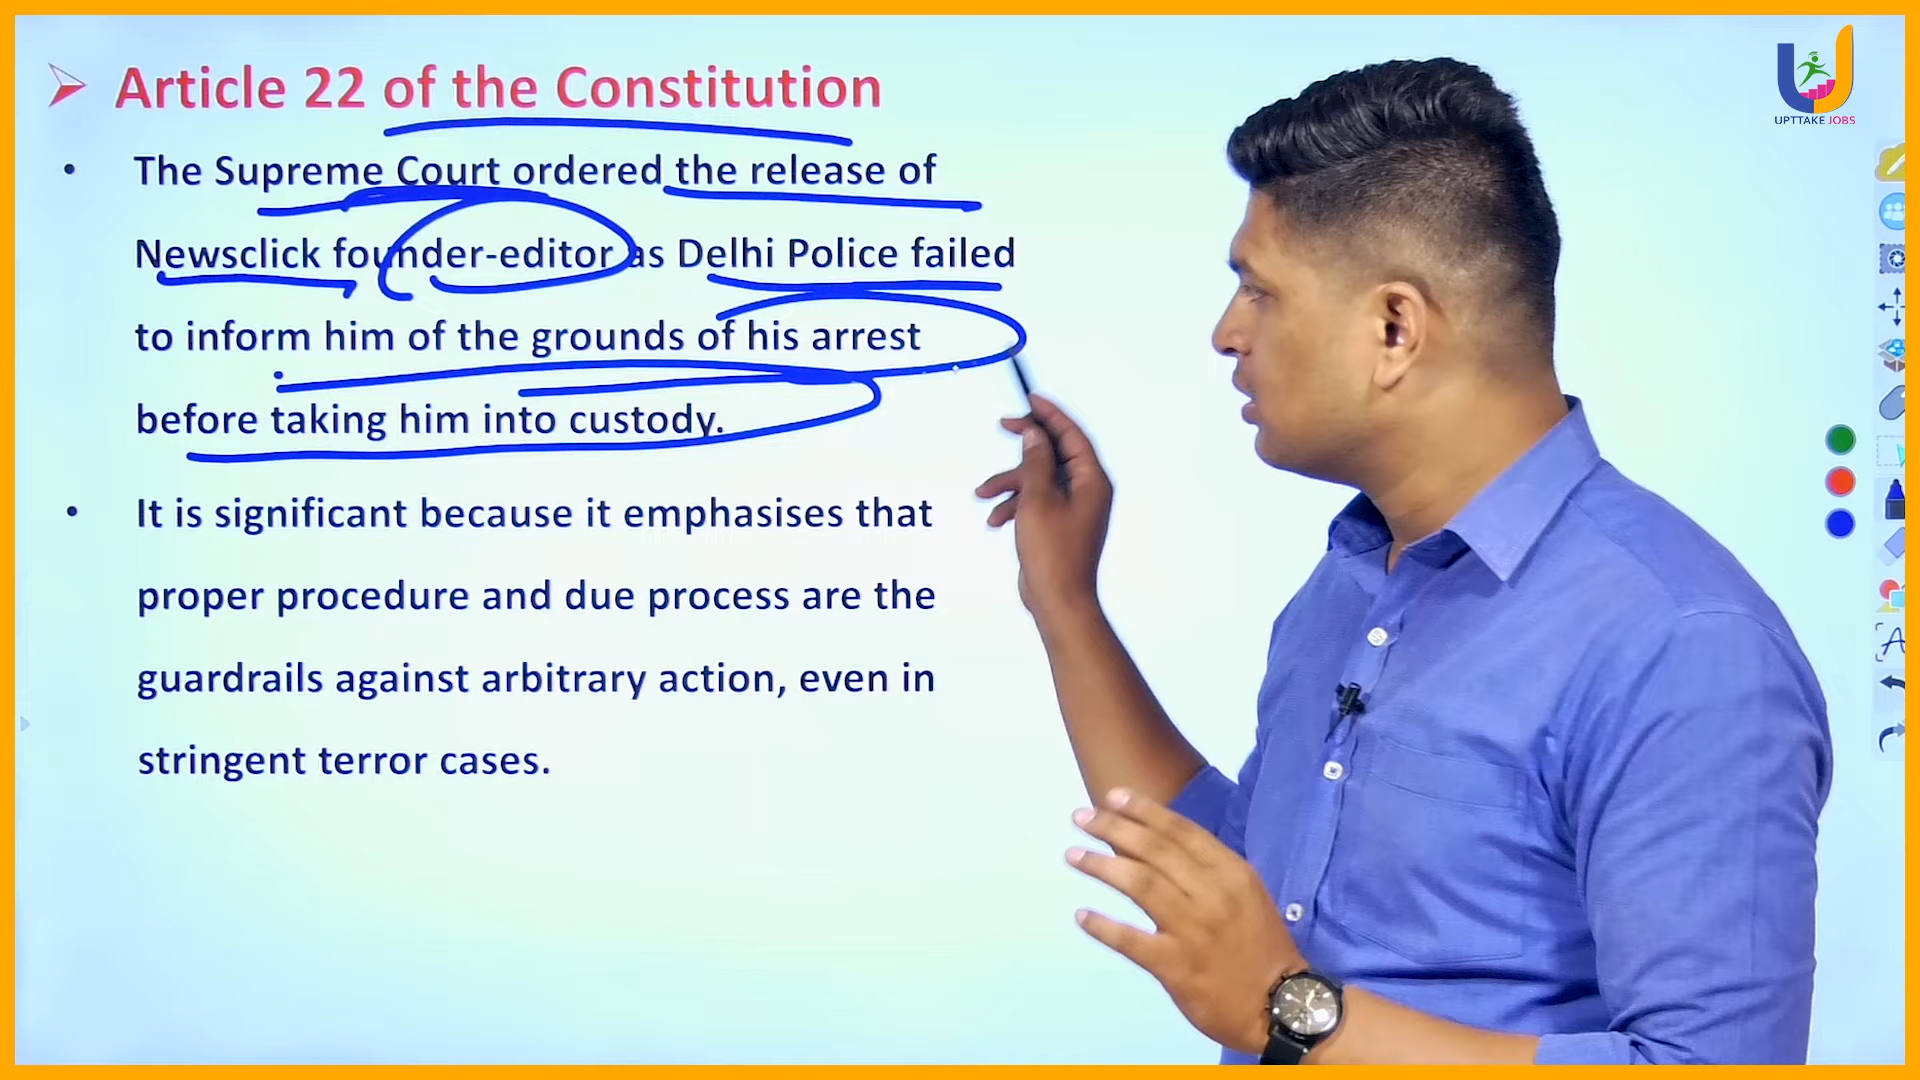 Article 22 of the Constitution
• The Supreme Court ordered the release of
Newsclick founder-editor as Delhi Police failed
to inform him of the grounds of his arrest
before taking him into custody.
• It is significant because it emphasises that
proper procedure and due process are the
guardrails against arbitrary action, even in
stringent terror cases.
UPTTAKE JOBS
A